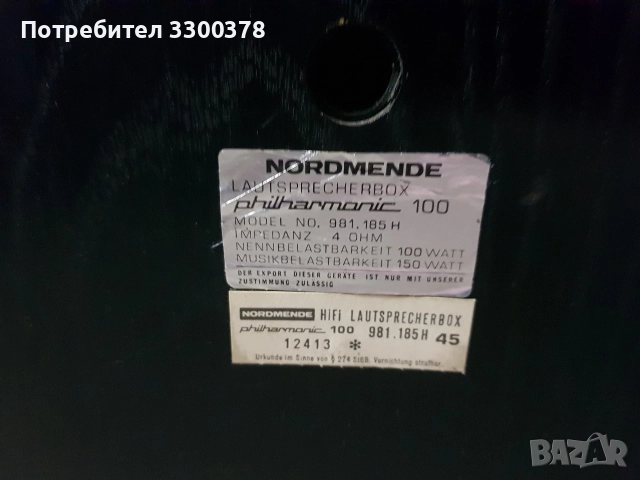 Потребител 3300378
NORDMENDE
LAUTSPRECHERBOX
philharmonic 100
MODEL NO. 981.185 H
IMPEDANZ 4 OHM
NENNBELASTBARKEIT 100 WATT
MUSIKBELASTBARKEIT 150 WATT
DER EXPORT DIESER GERÄTE IST NUR MIT UNSERER
ZUSTIMMUNG ZULÄSSIG
NORDMENDE HiFi LAUTSPRECHERBOX
philharmonic 100 981.185H 45
12413 *
Urkunde im Sinne von § 274 StGB. Vernichtung strafbar.
BAZAR